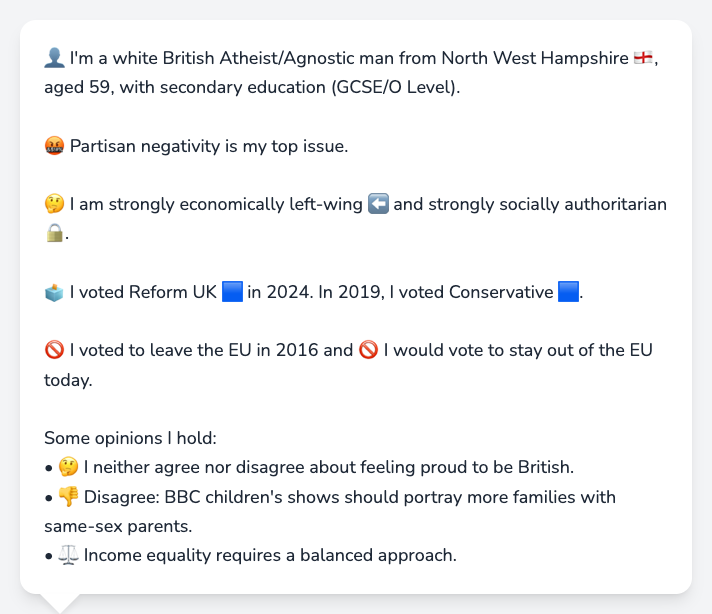 👤 I'm a white British Atheist/Agnostic man from North West Hampshire 🏴󠁧󠁢󠁥󠁮󠁧󠁿,
aged 59, with secondary education (GCSE/O Level).
🤬 Partisan negativity is my top issue.
🤔 I am strongly economically left-wing ⬅️ and strongly socially authoritarian
🔒.
🗳️ I voted Reform UK 🟦 in 2024. In 2019, I voted Conservative 🟦.
🚫 I voted to leave the EU in 2016 and 🚫 I would vote to stay out of the EU
today.
Some opinions I hold:
• 🤔 I neither agree nor disagree about feeling proud to be British.
• 👎 Disagree: BBC children's shows should portray more families with
same-sex parents.
• ⚖️ Income equality requires a balanced approach.